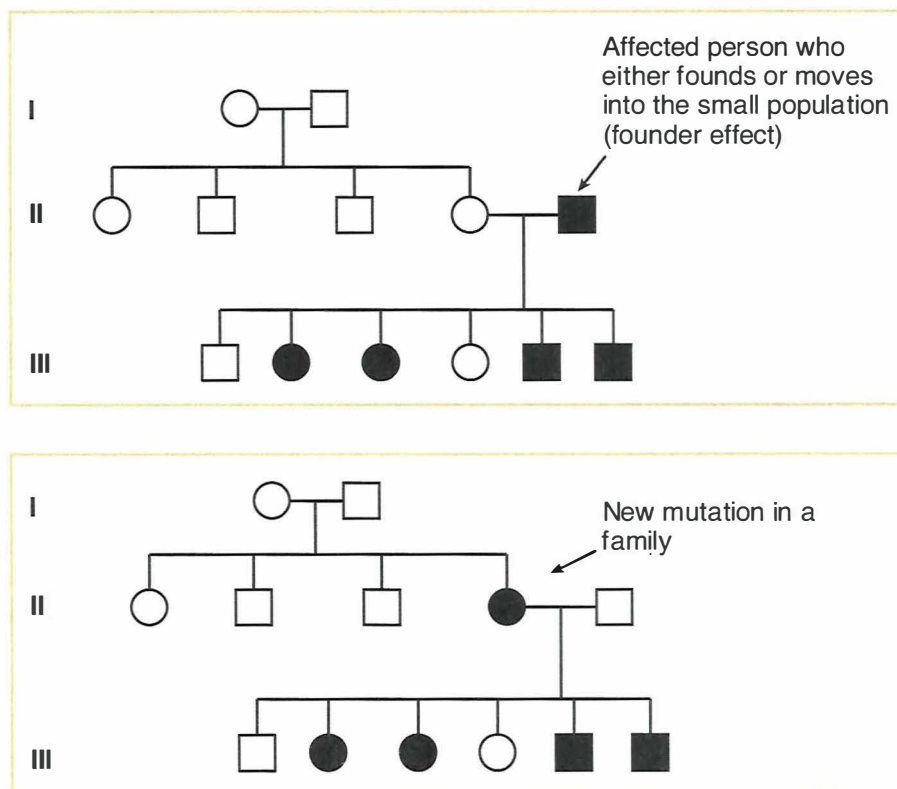 I
Affected person who
either founds or moves
into the small population
(founder effect)
II
III
I
New mutation in a
family
II
III